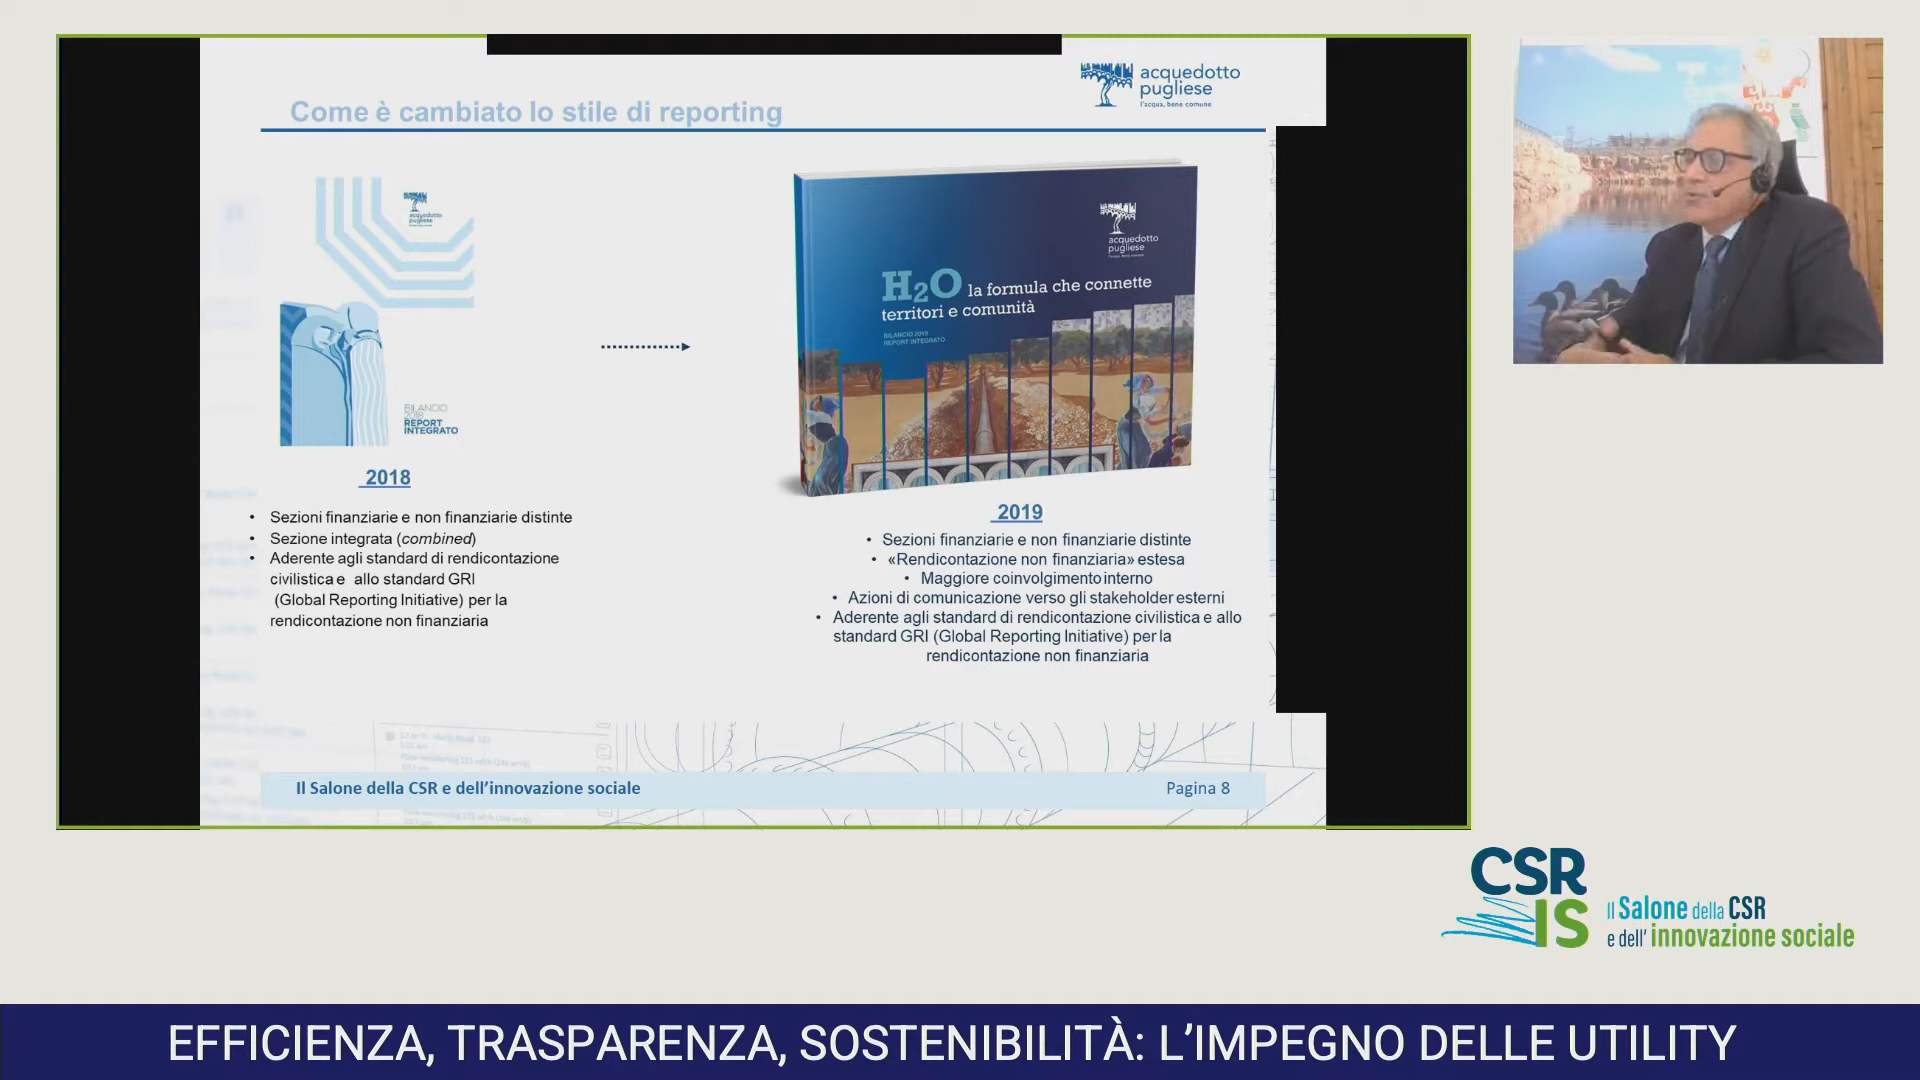 acquedotto
pugliese
l'acqua, bene comune
Come è cambiato lo stile di reporting
acquedotto
pugliese
BILANCIO
2018
REPORT
INTEGRATO
2018
• Sezioni finanziarie e non finanziarie distinte
• Sezione integrata (combined)
• Aderente agli standard di rendicontazione
civilistica e allo standard GRI
(Global Reporting Initiative) per la
rendicontazione non finanziaria
acquedotto
pugliese
H2O la formula che connette
territori e comunità
BILANCIO 2019
REPORT INTEGRATO
2019
• Sezioni finanziarie e non finanziarie distinte
• «Rendicontazione non finanziaria» estesa
• Maggiore coinvolgimento interno
• Azioni di comunicazione verso gli stakeholder esterni
• Aderente agli standard di rendicontazione civilistica e allo
standard GRI (Global Reporting Initiative) per la
rendicontazione non finanziaria
Il Salone della CSR e dell'innovazione sociale
Pagina 8
CSR
IS
Il Salone della CSR
e dell' innovazione sociale
EFFICIENZA, TRASPARENZA, SOSTENIBILITÀ: L'IMPEGNO DELLE UTILITY